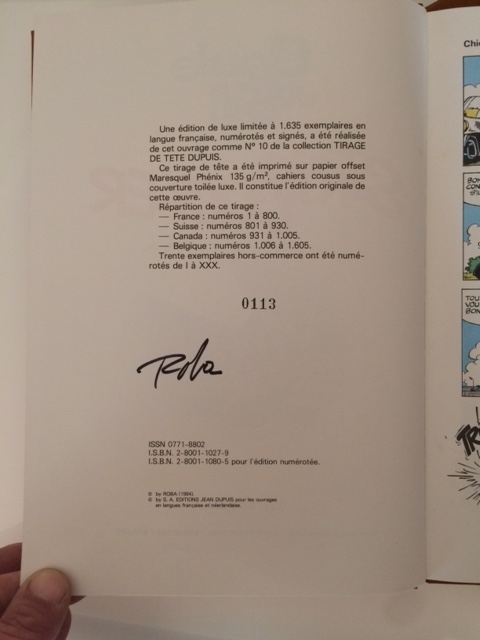 Une édition de luxe limitée à 1.635 exemplaires en
langue française, numérotés et signés, a été réalisée
de cet ouvrage comme N° 10 de la collection TIRAGE
DE TETE DUPUIS.
Ce tirage de tête a été imprimé sur papier offset
Maresquel Phénix 135 g/m², cahiers cousus sous
couverture toilée luxe. Il constitue l'édition originale de
cette œuvre.
Répartition de ce tirage :
— France : numéros 1 à 800.
— Suisse : numéros 801 à 930.
— Canada : numéros 931 à 1.005.
— Belgique : numéros 1.006 à 1.605.
Trente exemplaires hors-commerce ont été numé-
rotés de I à XXX.
0113
Roba
ISSN 0771-8802
I.S.B.N. 2-8001-1027-9
I.S.B.N. 2-8001-1080-5 pour l'édition numérotée.
© by ROBA (1984).
© by S. A. EDITIONS JEAN DUPUIS pour les ouvrages
en langues française et néerlandaise.